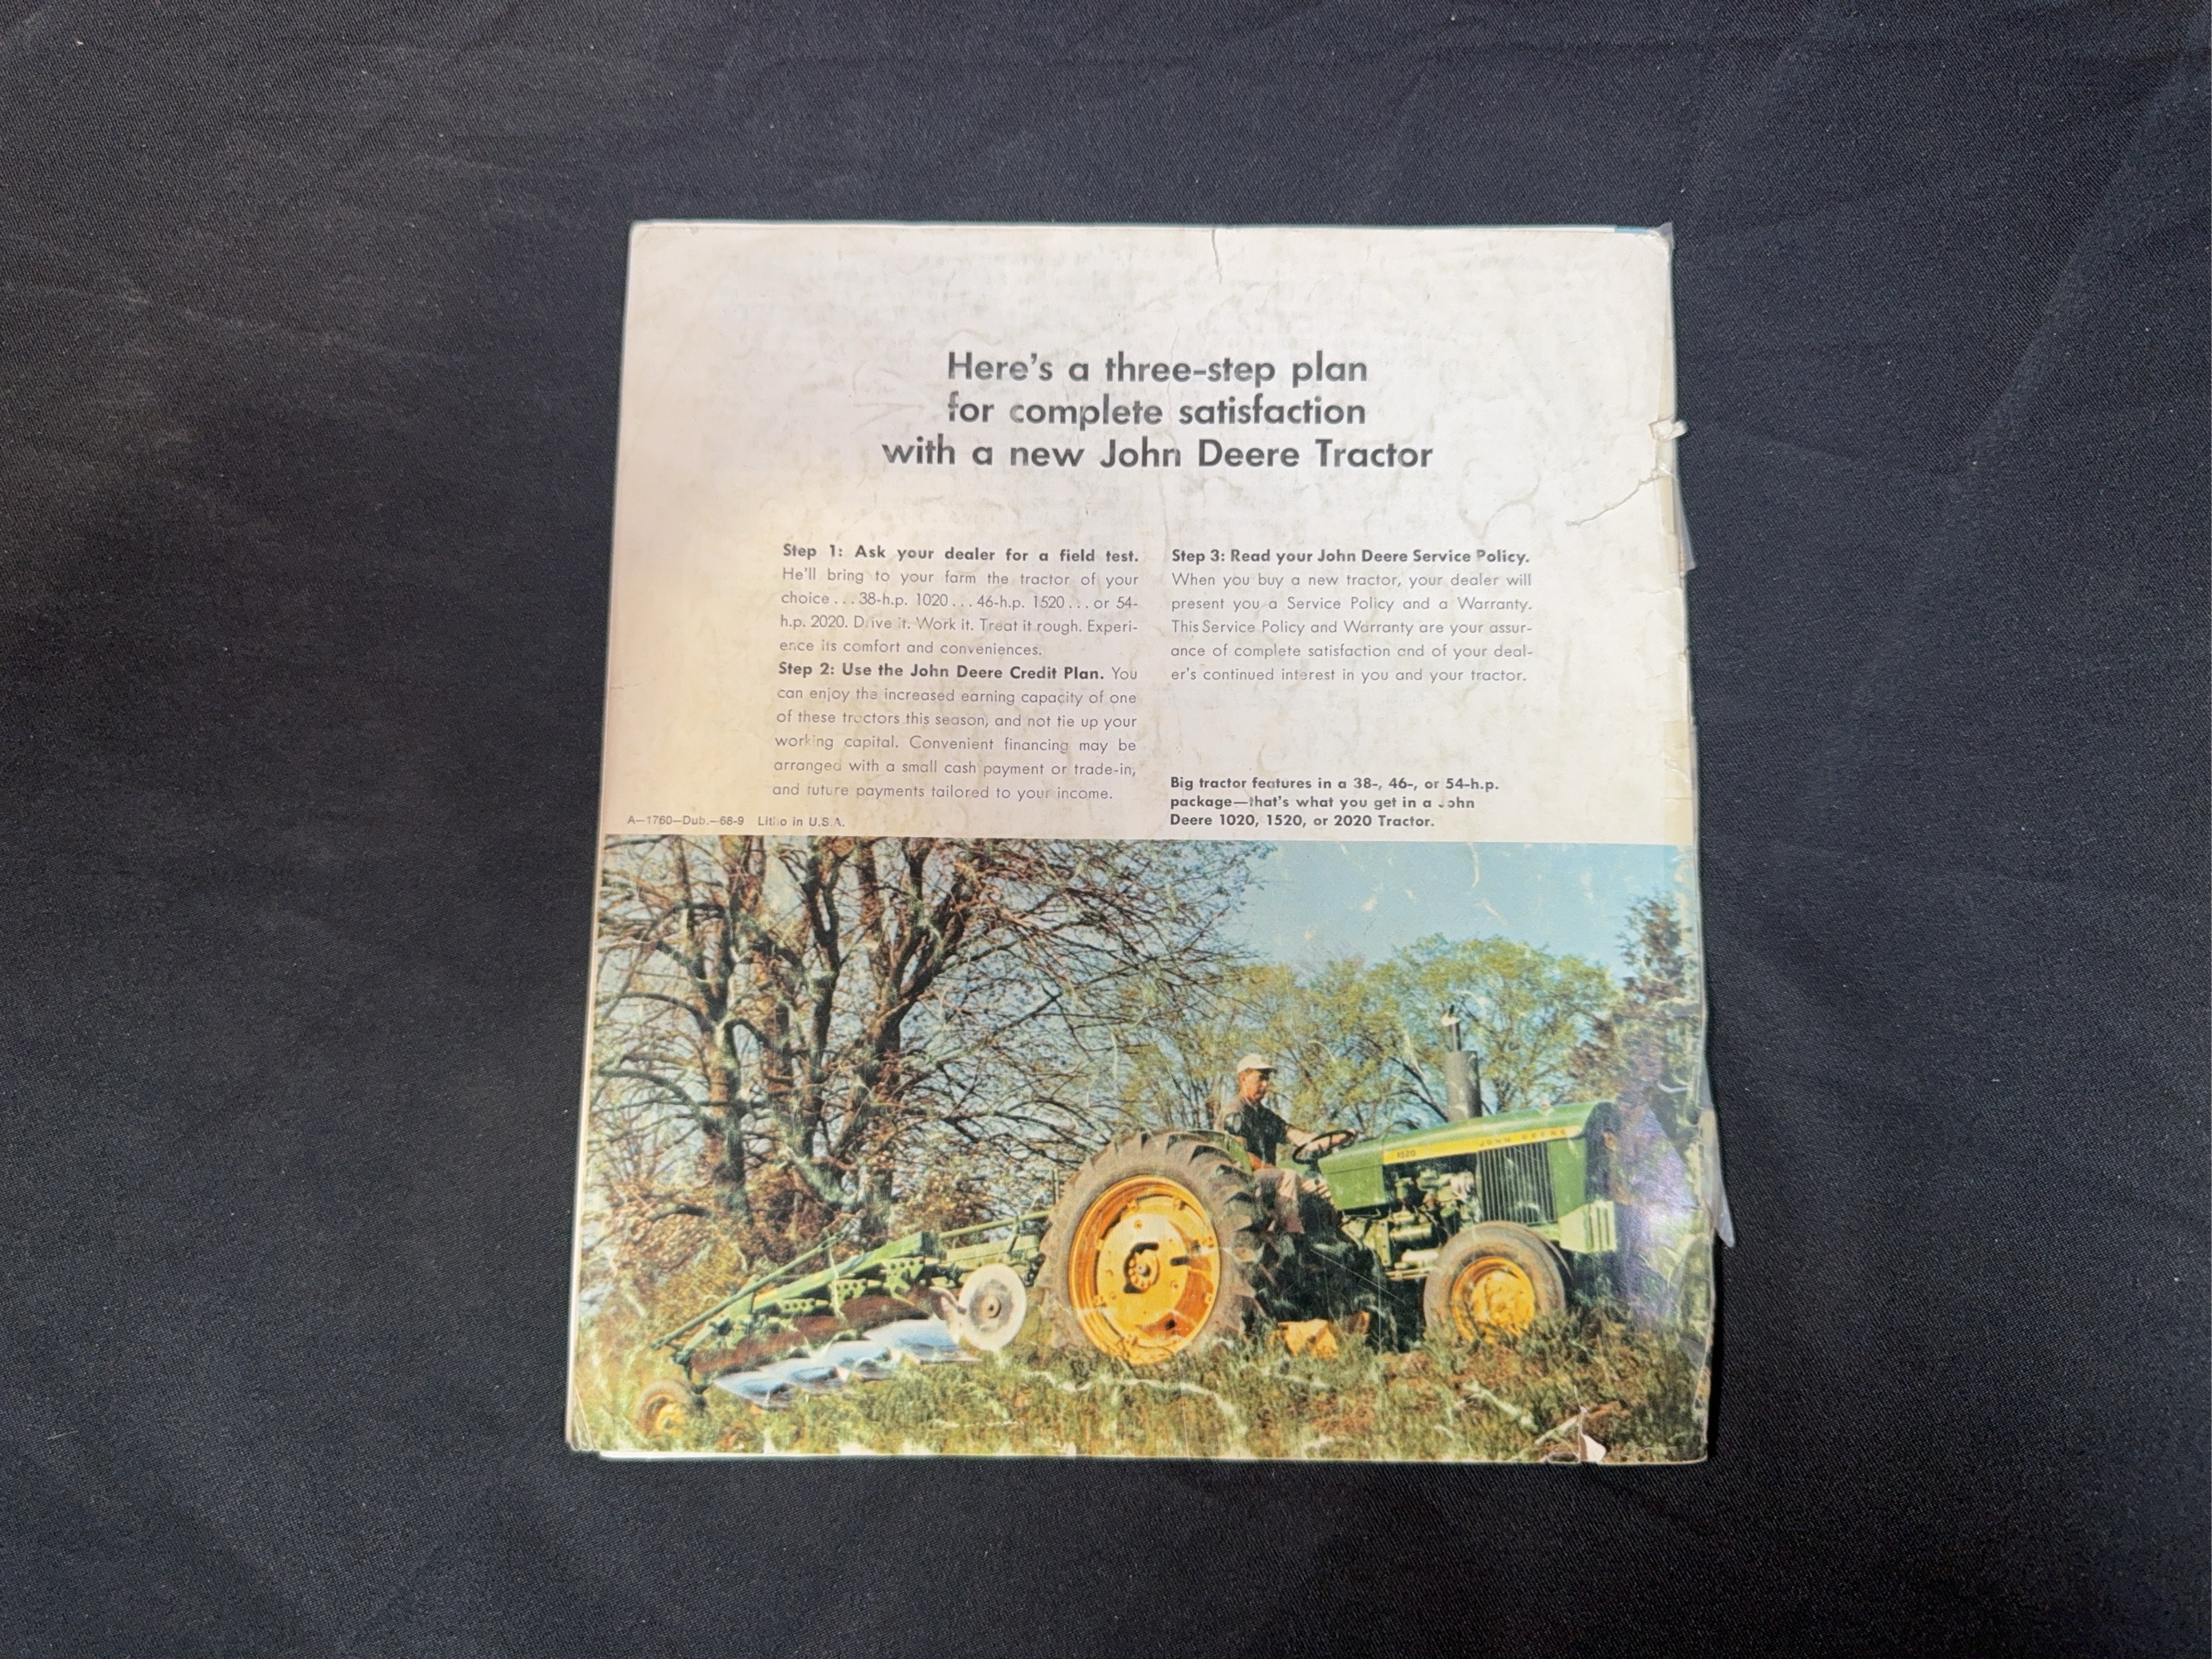 Here's a three-step plan
for complete satisfaction
with a new John Deere Tractor
Step 1: Ask your dealer for a field test.
He'll bring to your farm the tractor of your
choice...38-h.p. 1020...46-h.p. 1520...or 54-
h.p. 2020. Drive it. Work it. Treat it rough. Experi-
ence its comfort and conveniences.
Step 2: Use the John Deere Credit Plan. You
can enjoy the increased earning capacity of one
of these tractors this season, and not tie up your
working capital. Convenient financing may be
arranged with a small cash payment or trade-in,
and future payments tailored to your income.
Step 3: Read your John Deere Service Policy.
When you buy a new tractor, your dealer will
present you a Service Policy and a Warranty.
This Service Policy and Warranty are your assur-
ance of complete satisfaction and of your deal-
er's continued interest in you and your tractor.
Big tractor features in a 38-, 46-, or 54-h.p.
package—that's what you get in a John
Deere 1020, 1520, or 2020 Tractor.
A—1760—Dub.—68-9 Litho in U.S.A.
JOHN DEERE
1520